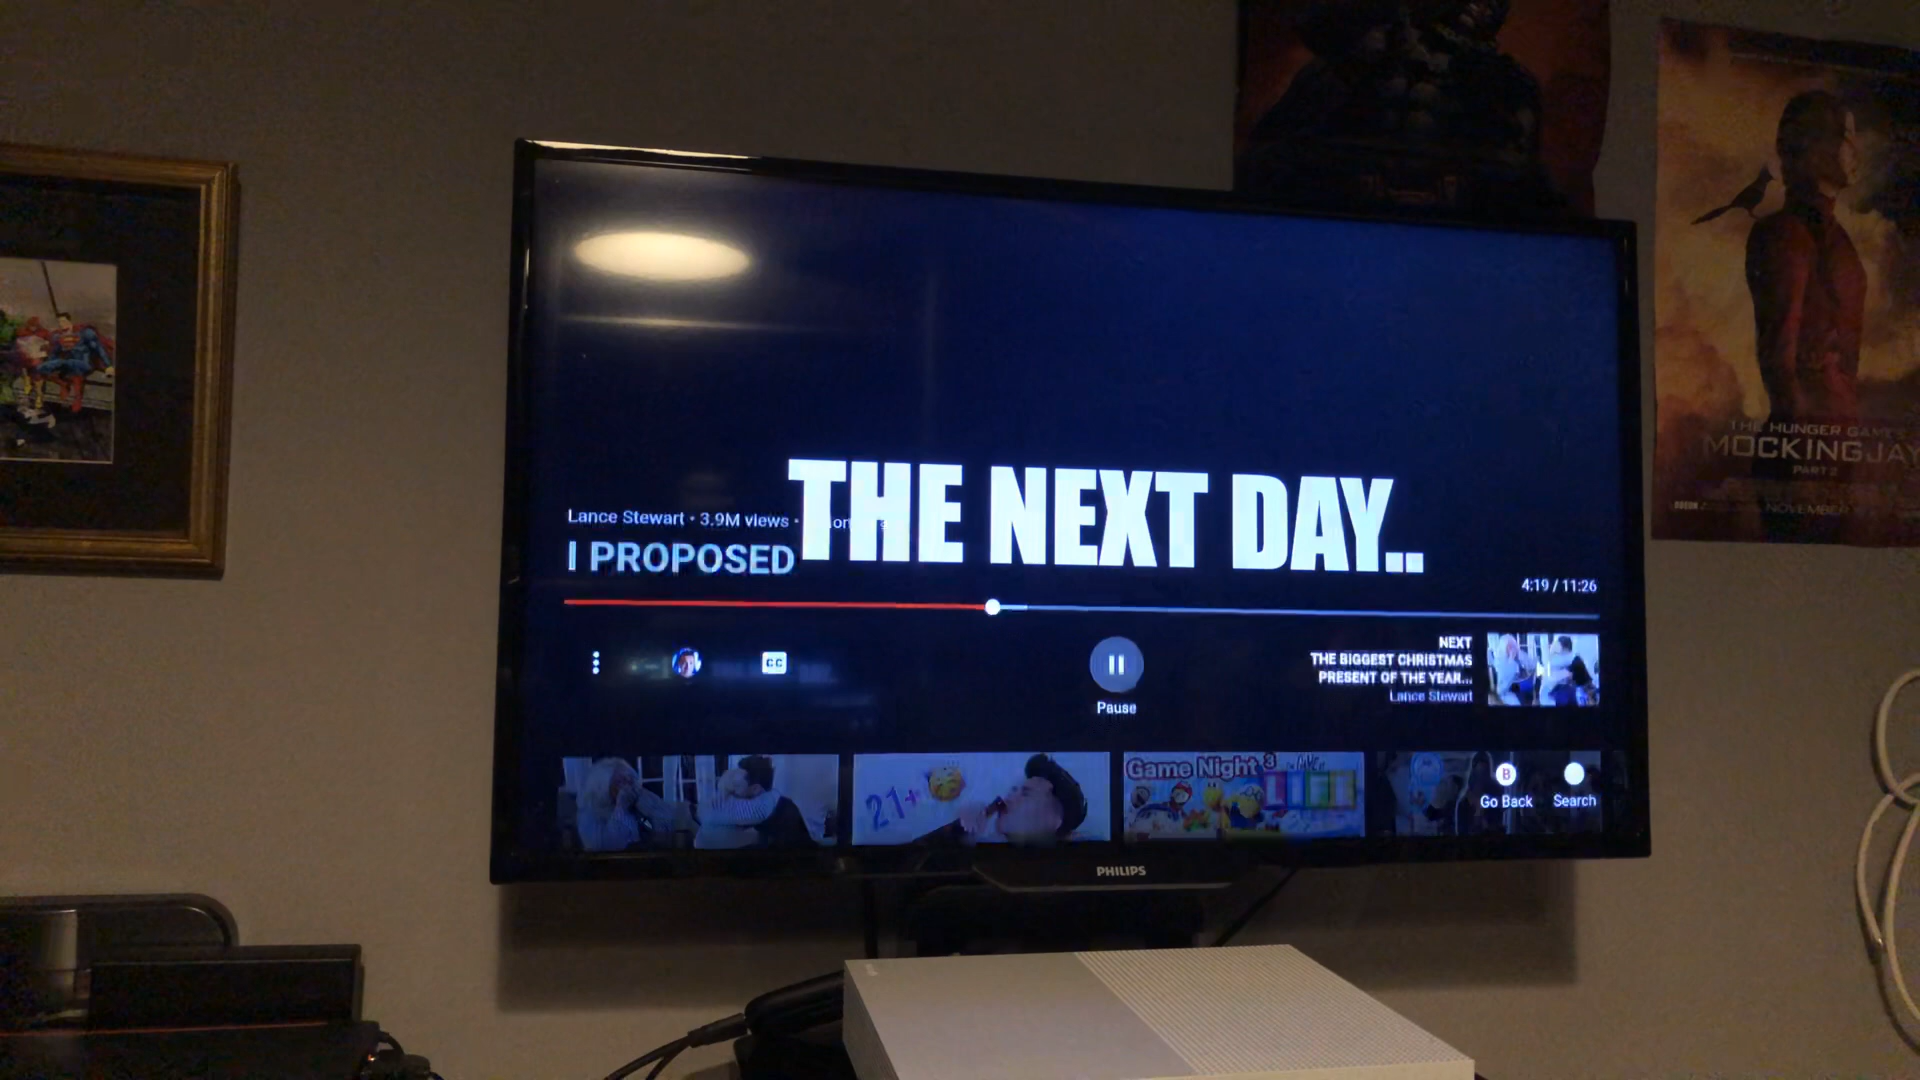 THE NEXT DAY..
Lance Stewart • 3.9M views •
I PROPOSED
4:19 / 11:26
CC
Pause
NEXT
THE BIGGEST CHRISTMAS
PRESENT OF THE YEAR...
Lance Stewart
21+
Game Night 3
B
Go Back
Search
PHILIPS
THE HUNGER GAMES
MOCKINGJAY
PART 2
NOVEMBER